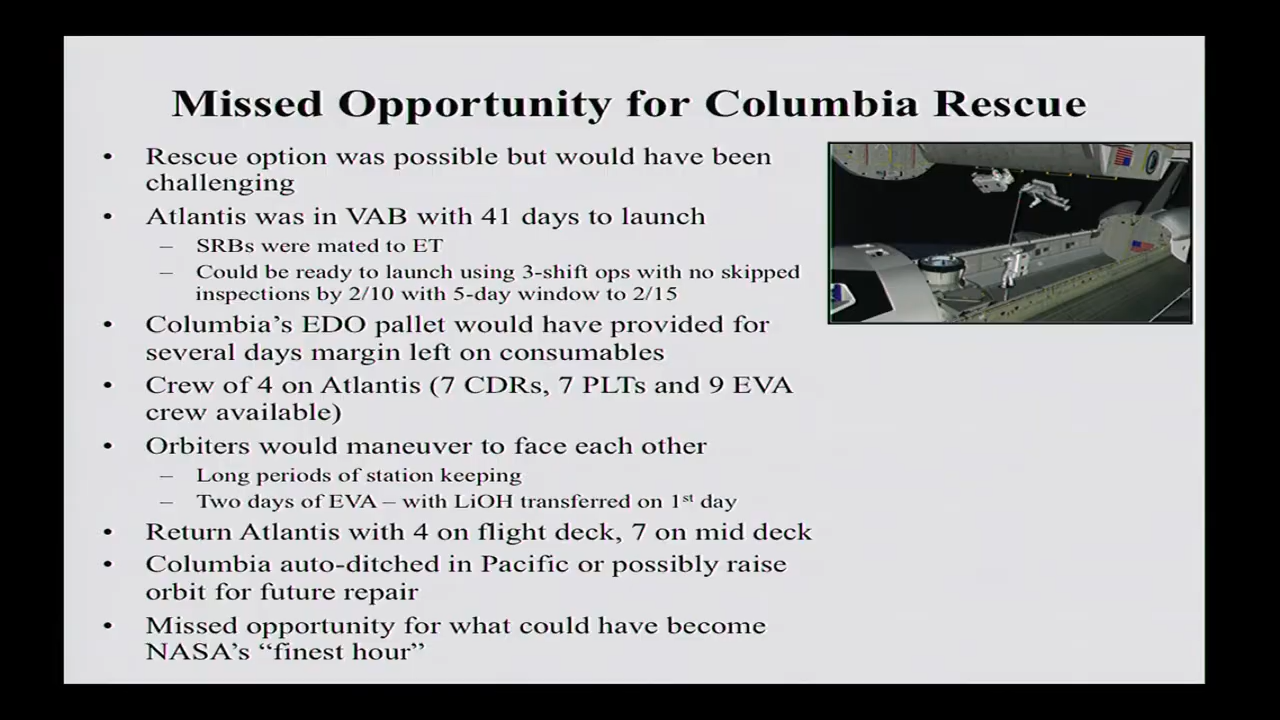 Missed Opportunity for Columbia Rescue
• Rescue option was possible but would have been
challenging
• Atlantis was in VAB with 41 days to launch
– SRBs were mated to ET
– Could be ready to launch using 3-shift ops with no skipped
inspections by 2/10 with 5-day window to 2/15
• Columbia’s EDO pallet would have provided for
several days margin left on consumables
• Crew of 4 on Atlantis (7 CDRs, 7 PLTs and 9 EVA
crew available)
• Orbiters would maneuver to face each other
– Long periods of station keeping
– Two days of EVA – with LiOH transferred on 1st day
• Return Atlantis with 4 on flight deck, 7 on mid deck
• Columbia auto-ditched in Pacific or possibly raise
orbit for future repair
• Missed opportunity for what could have become
NASA’s “finest hour”